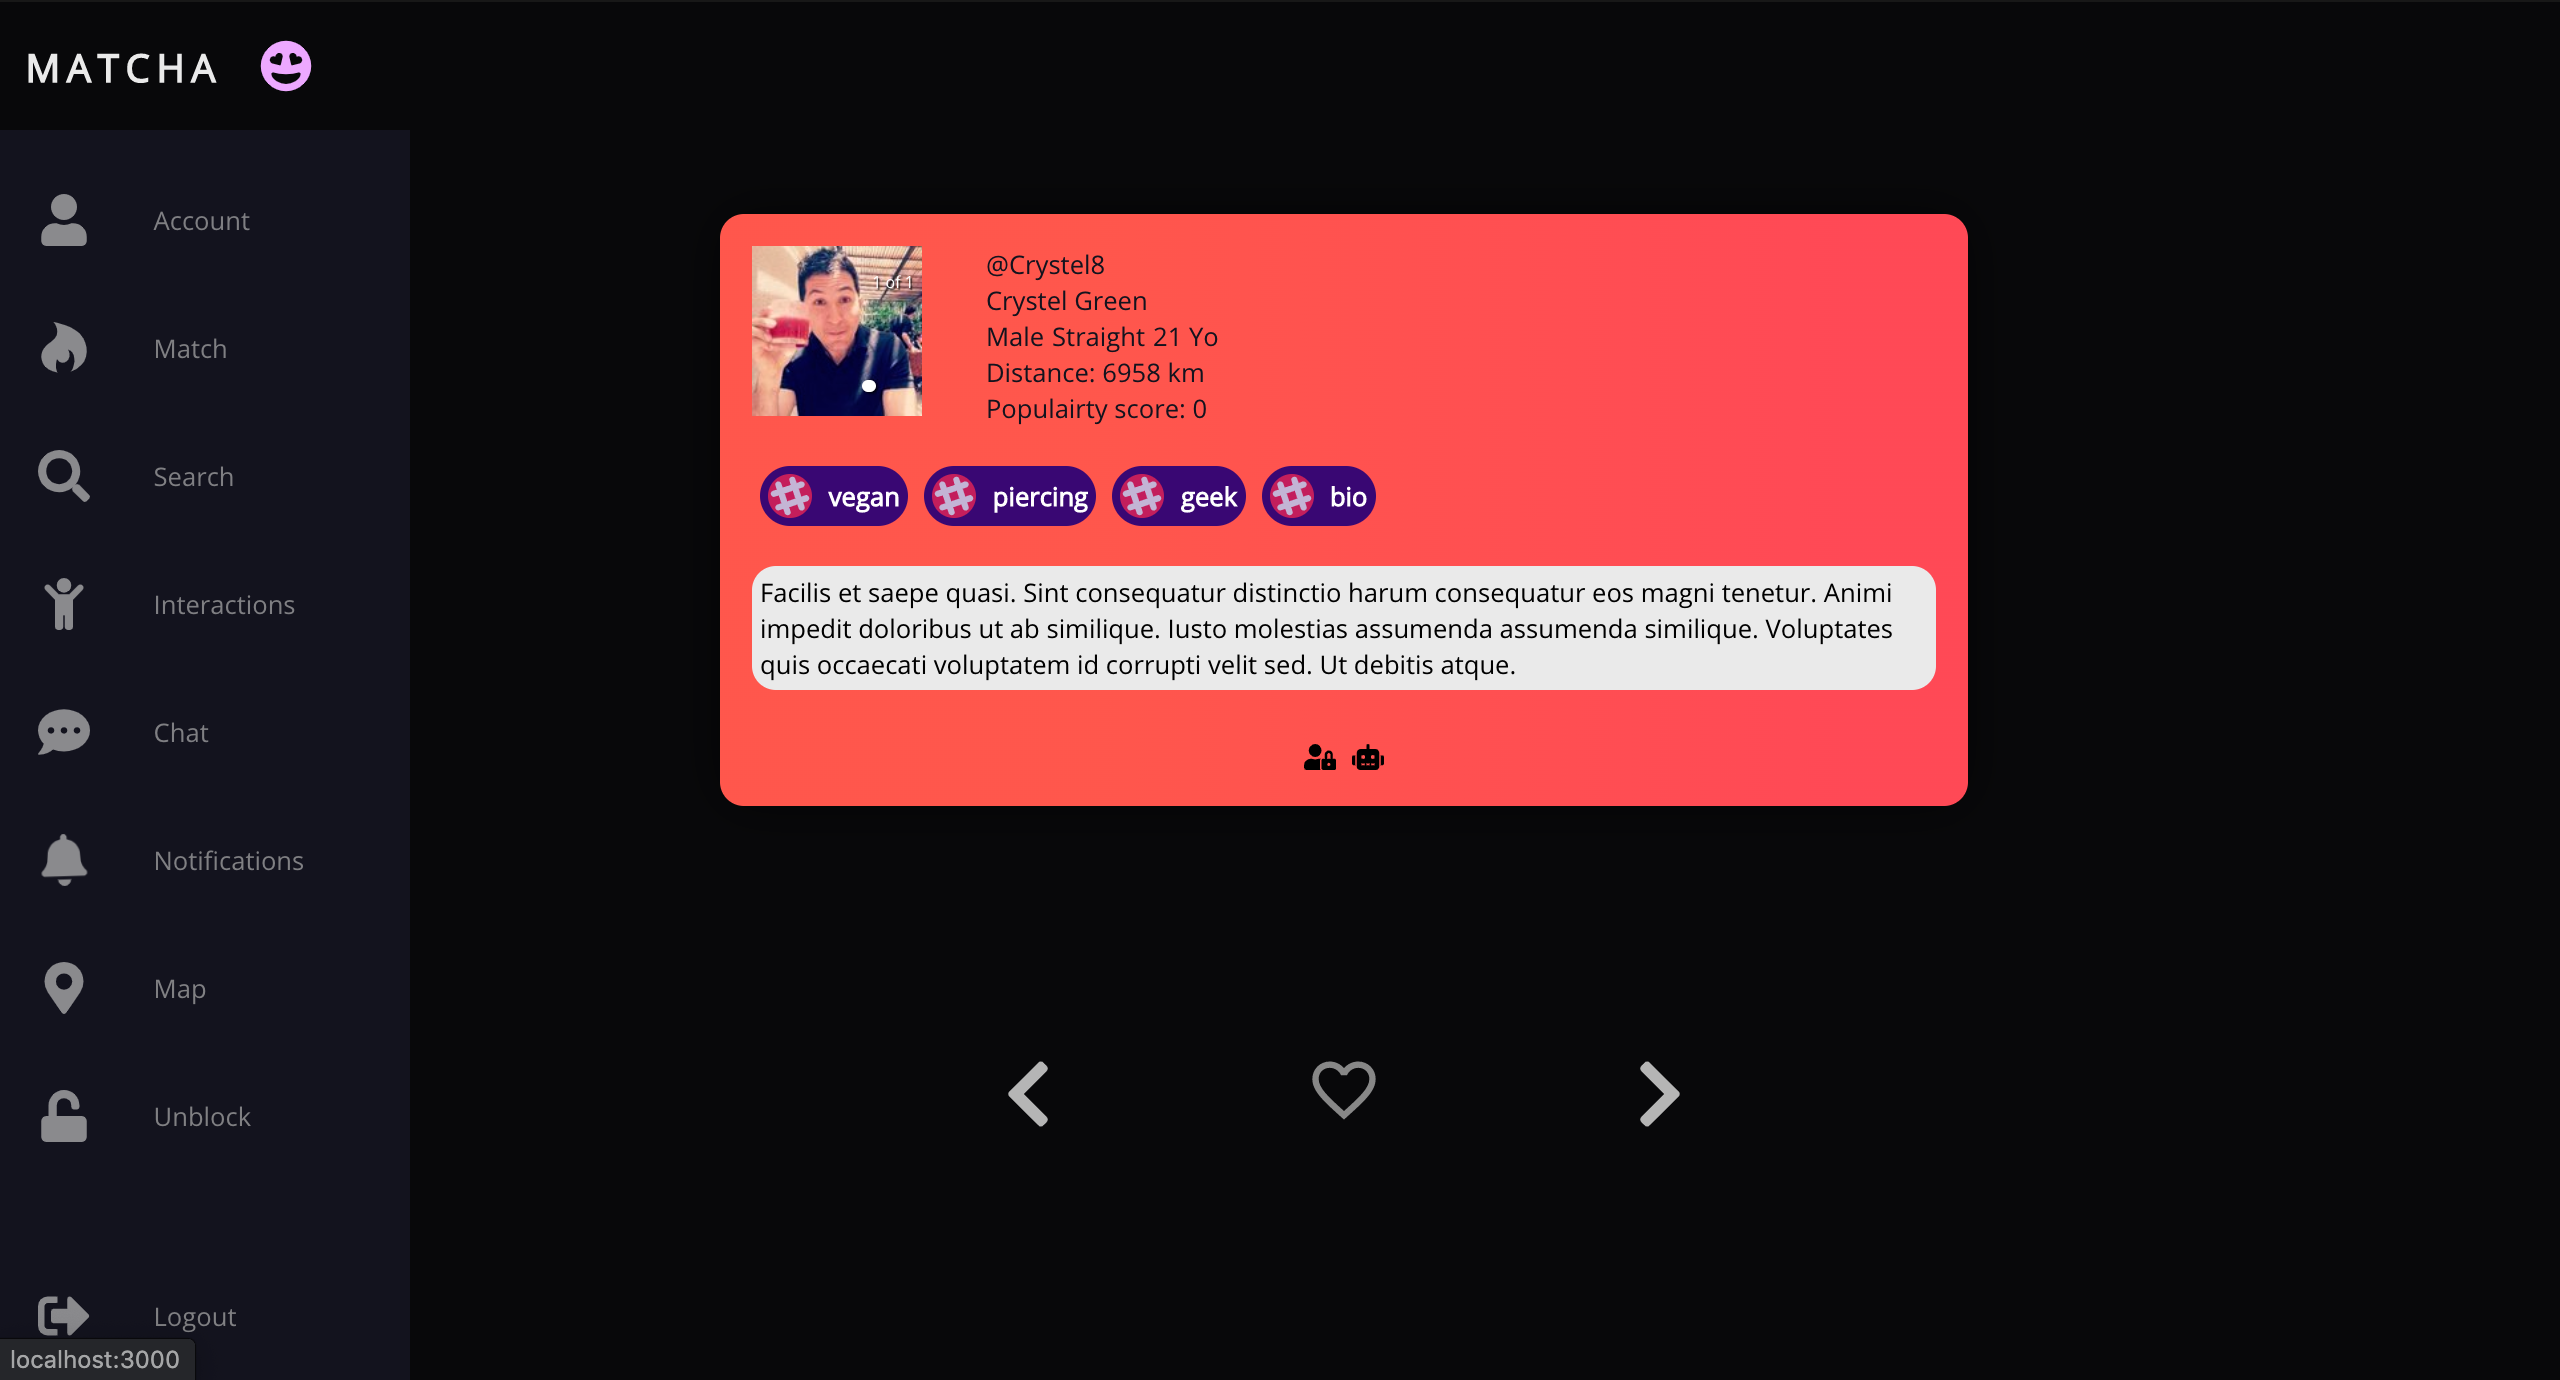 MATCHA
Account
Match
Search
Interactions
Chat
Notifications
Map
Unblock
Logout
localhost:3000
1 of 1
@Crystel8
Crystel Green
Male Straight 21 Yo
Distance: 6958 km
Populairty score: 0
vegan
piercing
geek
bio
Facilis et saepe quasi. Sint consequatur distinctio harum consequatur eos magni tenetur. Animi
impedit doloribus ut ab similique. Iusto molestias assumenda assumenda similique. Voluptates
quis occaecati voluptatem id corrupti velit sed. Ut debitis atque.